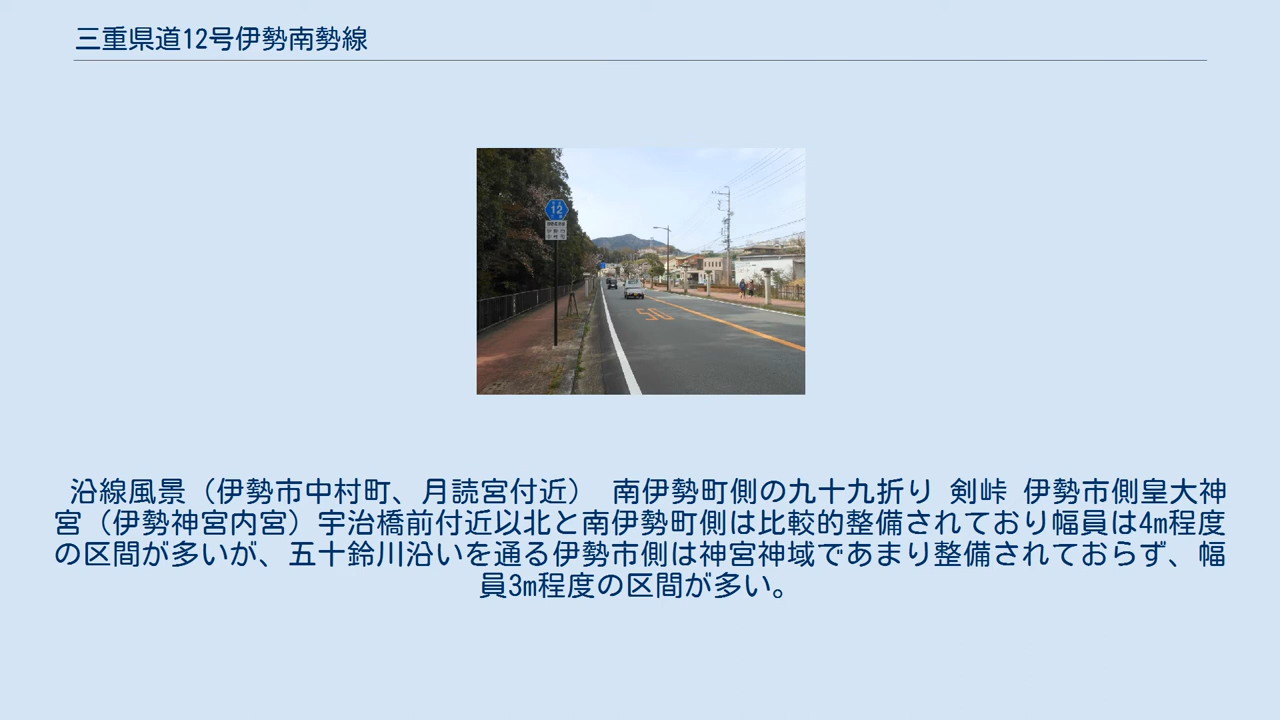 三重県道12号伊勢南勢線
12
50
沿線風景（伊勢市中村町、月読宮付近） 南伊勢町側の九十九折り 剣峠 伊勢市側皇大神
宮（伊勢神宮内宮）宇治橋前付近以北と南伊勢町側は比較的整備されており幅員は4m程度
の区間が多いが、五十鈴川沿いを通る伊勢市側は神宮神域であまり整備されておらず、幅
員3m程度の区間が多い。